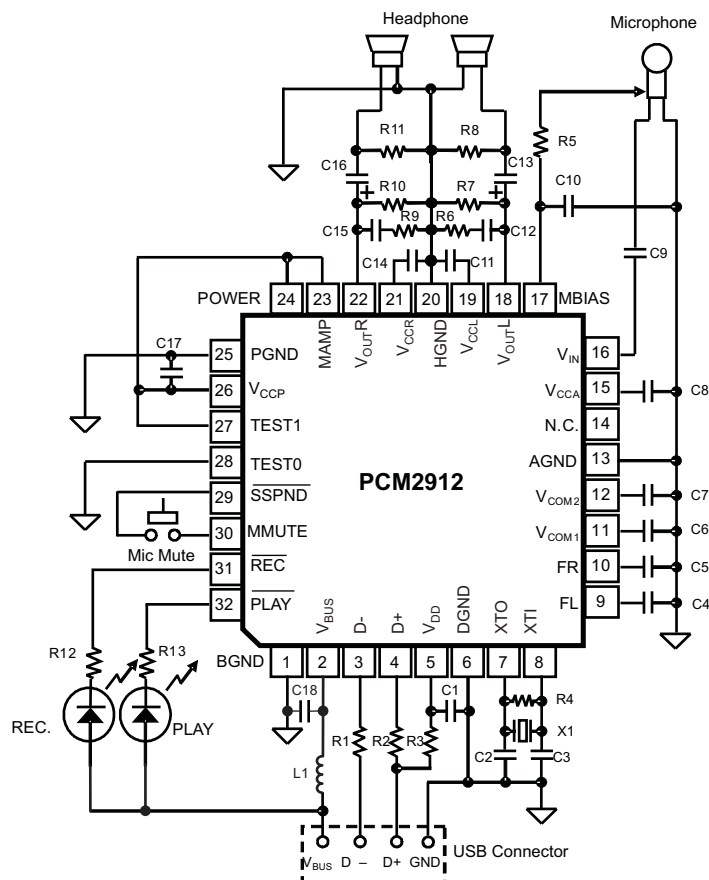 Headphone
Microphone
R11
R8
R5
C16
C13
C10
+
+
R10
R7
R9
R6
C15
C12
C9
C14
C11
POWER
24
23
22
21
20
19
18
17
MBIAS
MAMP
VOUTR
VCCR
HGND
VCCL
VOUTL
C17
25
PGND
VIN
16
26
VCCP
VCCA
15
C8
27
TEST1
N.C.
14
28
TEST0
AGND
13
PCM2912
29
SSPND
VCOM2
12
C7
30
MMUTE
VCOM1
11
C6
Mic Mute
31
REC
FR
10
C5
32
PLAY
FL
9
C4
VBUS
D-
D+
VDD
DGND
XTO
XTI
BGND
1
2
3
4
5
6
7
8
R12
R13
C18
C1
R4
REC.
PLAY
R1
R2
R3
X1
C2
C3
L1
VBUS
D –
D+
GND
USB Connector